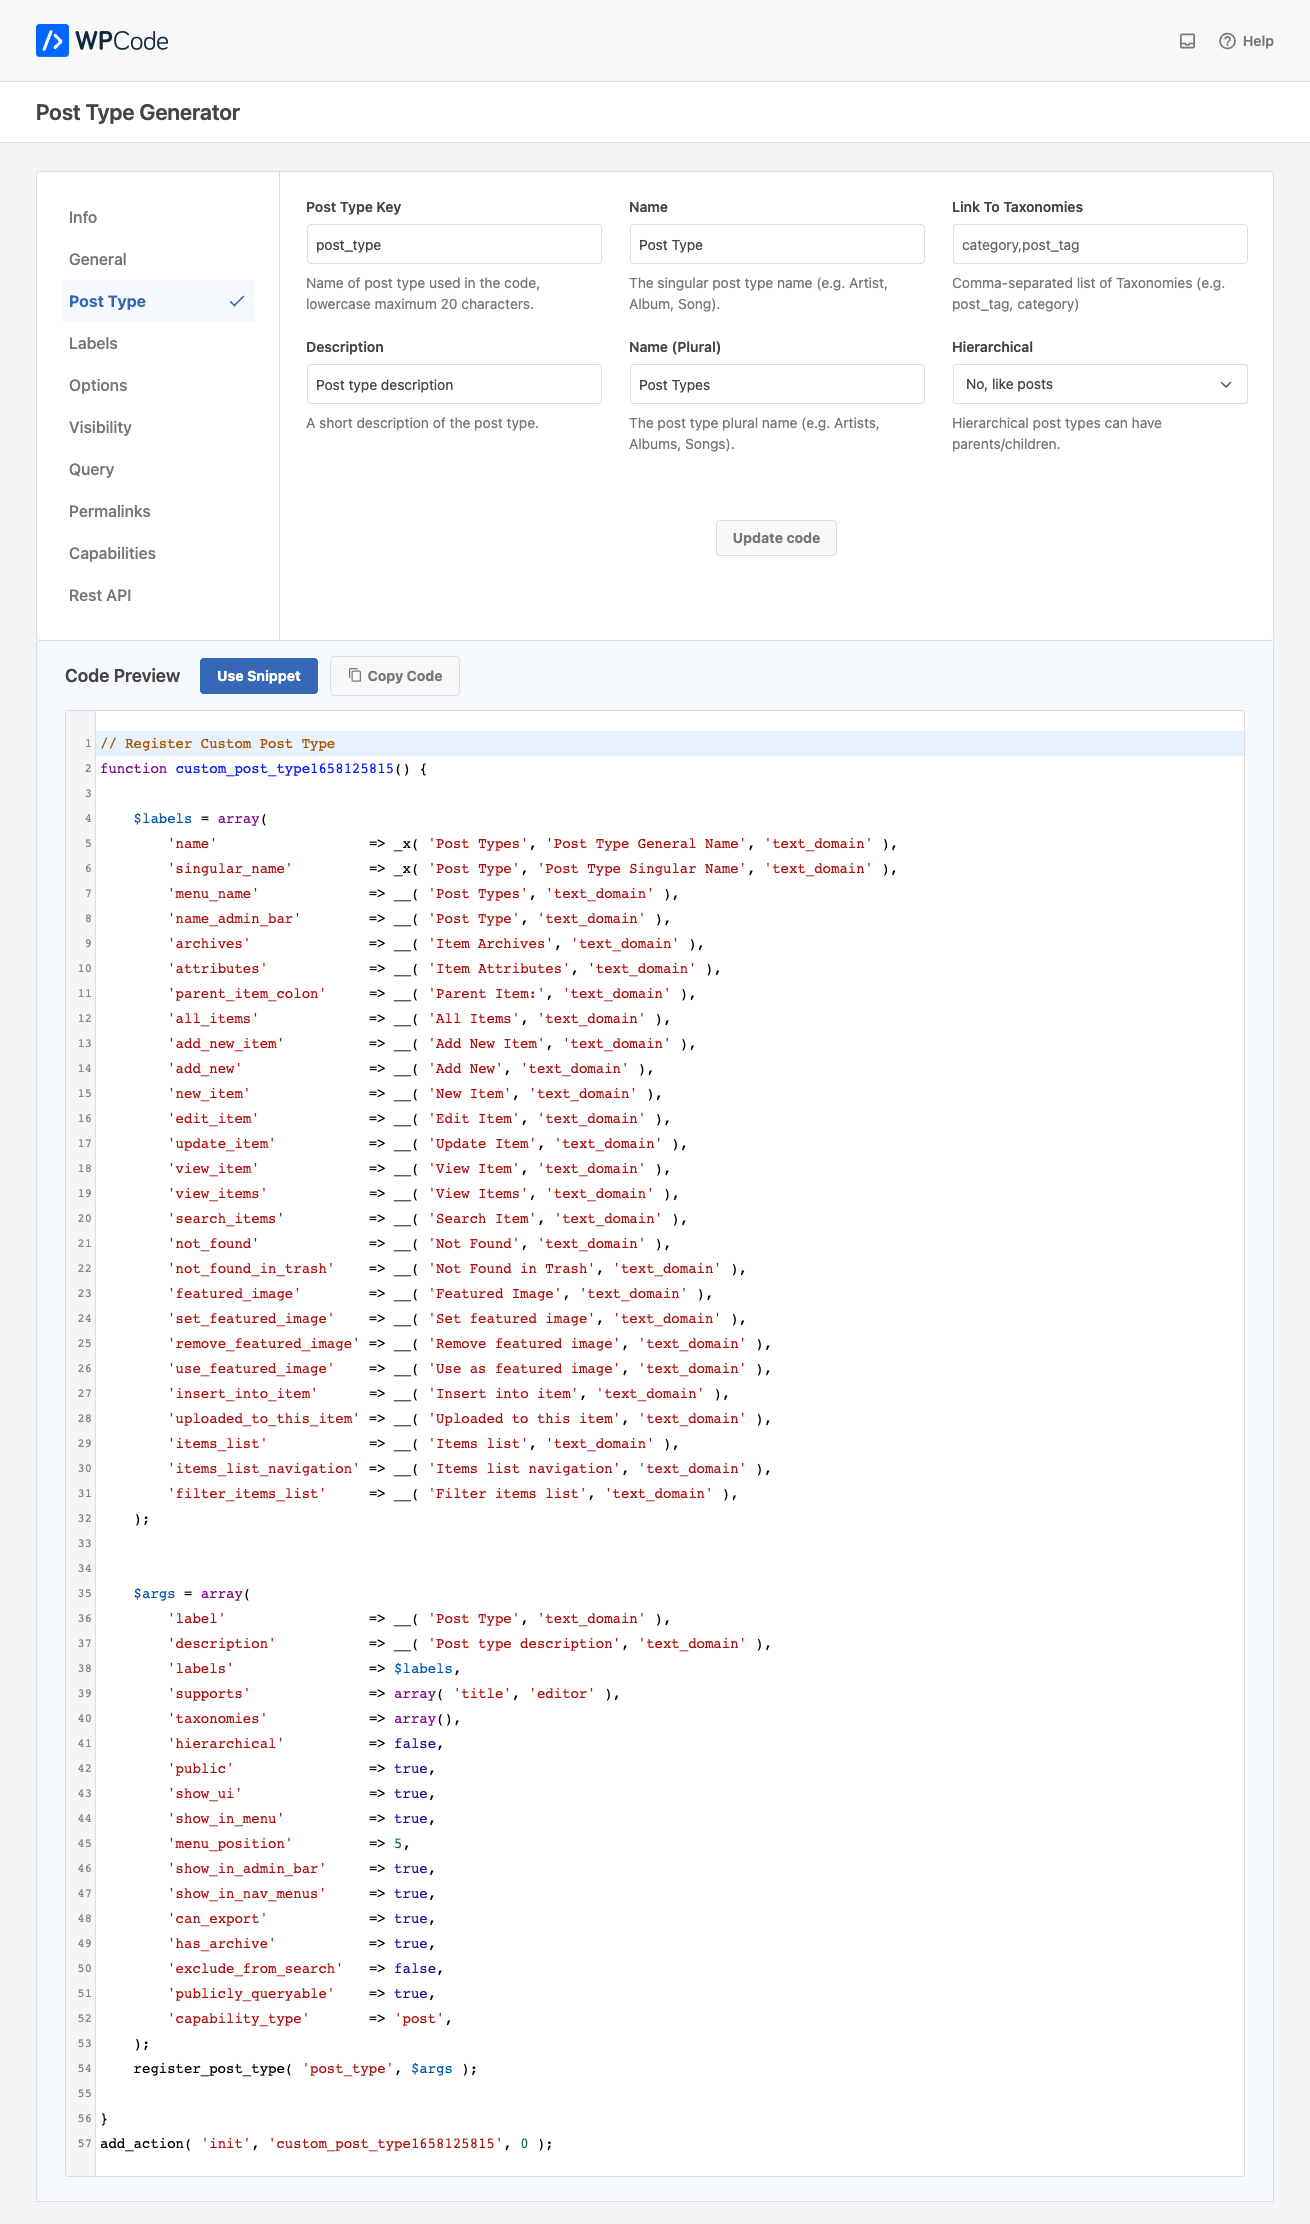 WPCode
Help
Post Type Generator
Info
General
Post Type
Labels
Options
Visibility
Query
Permalinks
Capabilities
Rest API
Post Type Key
post_type
Name of post type used in the code,
lowercase maximum 20 characters.
Name
Post Type
The singular post type name (e.g. Artist,
Album, Song).
Link To Taxonomies
category,post_tag
Comma-separated list of Taxonomies (e.g.
post_tag, category)
Description
Post type description
A short description of the post type.
Name (Plural)
Post Types
The post type plural name (e.g. Artists,
Albums, Songs).
Hierarchical
No, like posts
Hierarchical post types can have
parents/children.
Update code
Code Preview
Use Snippet
Copy Code
1 // Register Custom Post Type
2 function custom_post_type1658125815() {
3
4     $labels = array(
5         'name'                  => _x( 'Post Types', 'Post Type General Name', 'text_domain' ),
6         'singular_name'         => _x( 'Post Type', 'Post Type Singular Name', 'text_domain' ),
7         'menu_name'             => __( 'Post Types', 'text_domain' ),
8         'name_admin_bar'        => __( 'Post Type', 'text_domain' ),
9         'archives'              => __( 'Item Archives', 'text_domain' ),
10         'attributes'            => __( 'Item Attributes', 'text_domain' ),
11         'parent_item_colon'     => __( 'Parent Item:', 'text_domain' ),
12         'all_items'             => __( 'All Items', 'text_domain' ),
13         'add_new_item'          => __( 'Add New Item', 'text_domain' ),
14         'add_new'               => __( 'Add New', 'text_domain' ),
15         'new_item'              => __( 'New Item', 'text_domain' ),
16         'edit_item'             => __( 'Edit Item', 'text_domain' ),
17         'update_item'           => __( 'Update Item', 'text_domain' ),
18         'view_item'             => __( 'View Item', 'text_domain' ),
19         'view_items'            => __( 'View Items', 'text_domain' ),
20         'search_items'          => __( 'Search Item', 'text_domain' ),
21         'not_found'             => __( 'Not Found', 'text_domain' ),
22         'not_found_in_trash'    => __( 'Not Found in Trash', 'text_domain' ),
23         'featured_image'        => __( 'Featured Image', 'text_domain' ),
24         'set_featured_image'    => __( 'Set featured image', 'text_domain' ),
25         'remove_featured_image' => __( 'Remove featured image', 'text_domain' ),
26         'use_featured_image'    => __( 'Use as featured image', 'text_domain' ),
27         'insert_into_item'      => __( 'Insert into item', 'text_domain' ),
28         'uploaded_to_this_item' => __( 'Uploaded to this item', 'text_domain' ),
29         'items_list'            => __( 'Items list', 'text_domain' ),
30         'items_list_navigation' => __( 'Items list navigation', 'text_domain' ),
31         'filter_items_list'     => __( 'Filter items list', 'text_domain' ),
32     );
33
34
35     $args = array(
36         'label'                 => __( 'Post Type', 'text_domain' ),
37         'description'           => __( 'Post type description', 'text_domain' ),
38         'labels'                => $labels,
39         'supports'              => array( 'title', 'editor' ),
40         'taxonomies'            => array(),
41         'hierarchical'          => false,
42         'public'                => true,
43         'show_ui'               => true,
44         'show_in_menu'          => true,
45         'menu_position'         => 5,
46         'show_in_admin_bar'     => true,
47         'show_in_nav_menus'     => true,
48         'can_export'            => true,
49         'has_archive'           => true,
50         'exclude_from_search'   => false,
51         'publicly_queryable'    => true,
52         'capability_type'       => 'post',
53     );
54     register_post_type( 'post_type', $args );
55
56 }
57 add_action( 'init', 'custom_post_type1658125815', 0 );